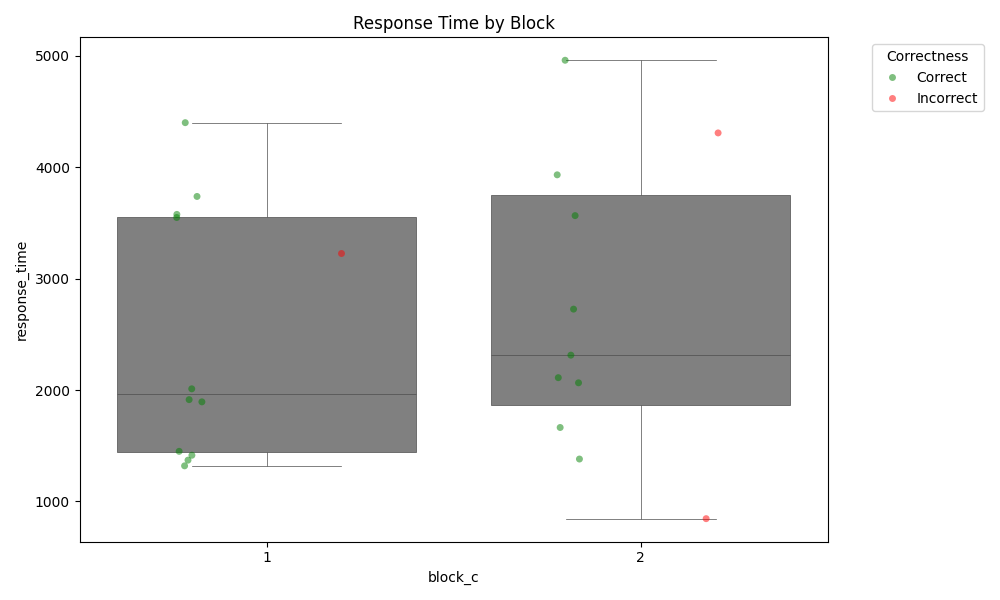 Response Time by Block
Correctness
Correct
Incorrect
5000
4000
3000
2000
1000
response_time
1
2
block_c